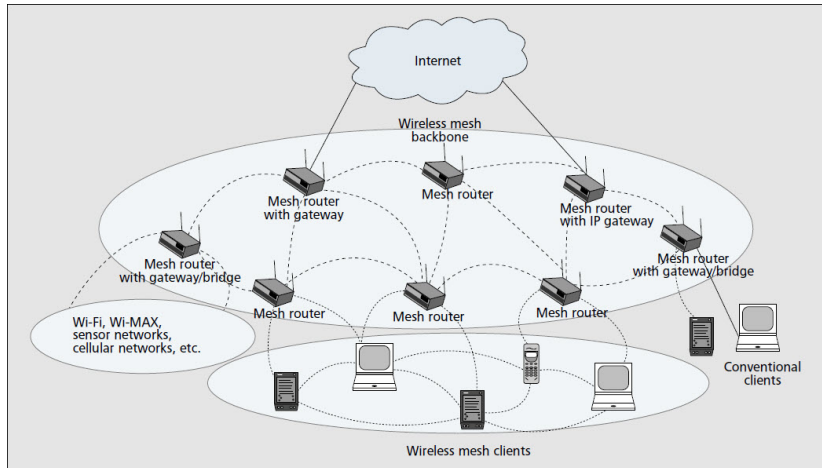 Internet
Wireless mesh
backbone
Mesh router
with gateway
Mesh router
Mesh router
with IP gateway
Mesh router
with gateway/bridge
Mesh router
with gateway/bridge
Mesh router
Mesh router
Mesh router
Wi-Fi, Wi-MAX,
sensor networks,
cellular networks, etc.
Conventional
clients
Wireless mesh clients